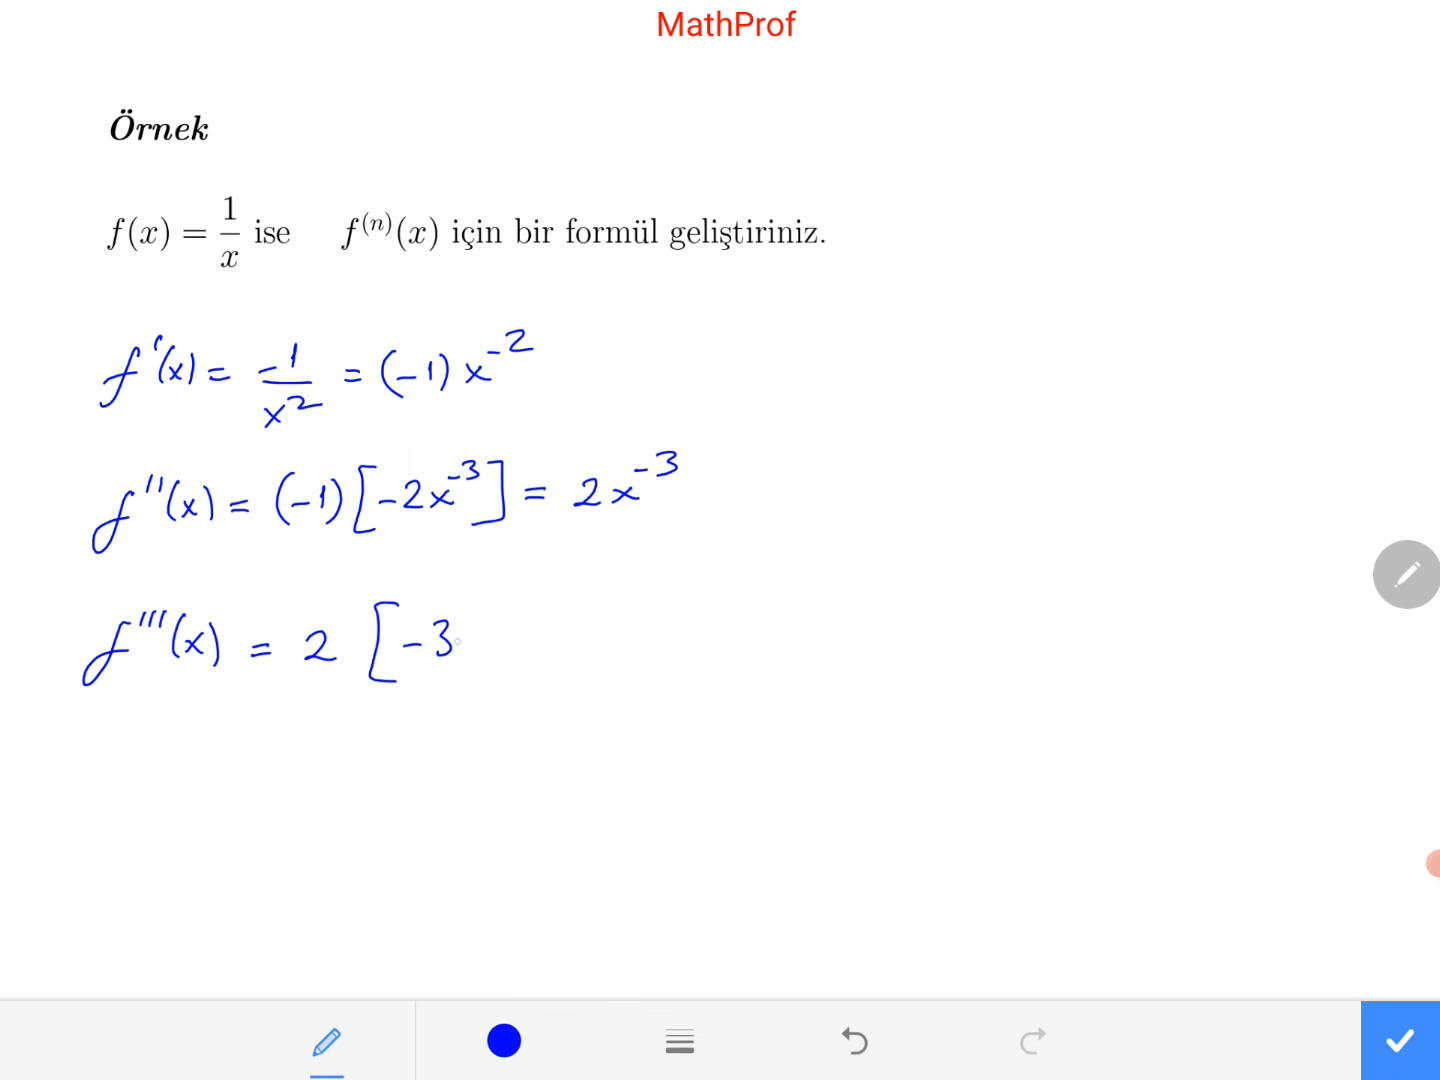 MathProf
Örnek
f(x) = 1/x ise f⁽ⁿ⁾(x) için bir formül geliştiriniz.
f'(x) = -1/x² = (-1) x⁻²
f''(x) = (-1) [-2x⁻³] = 2x⁻³
f'''(x) = 2 [-3